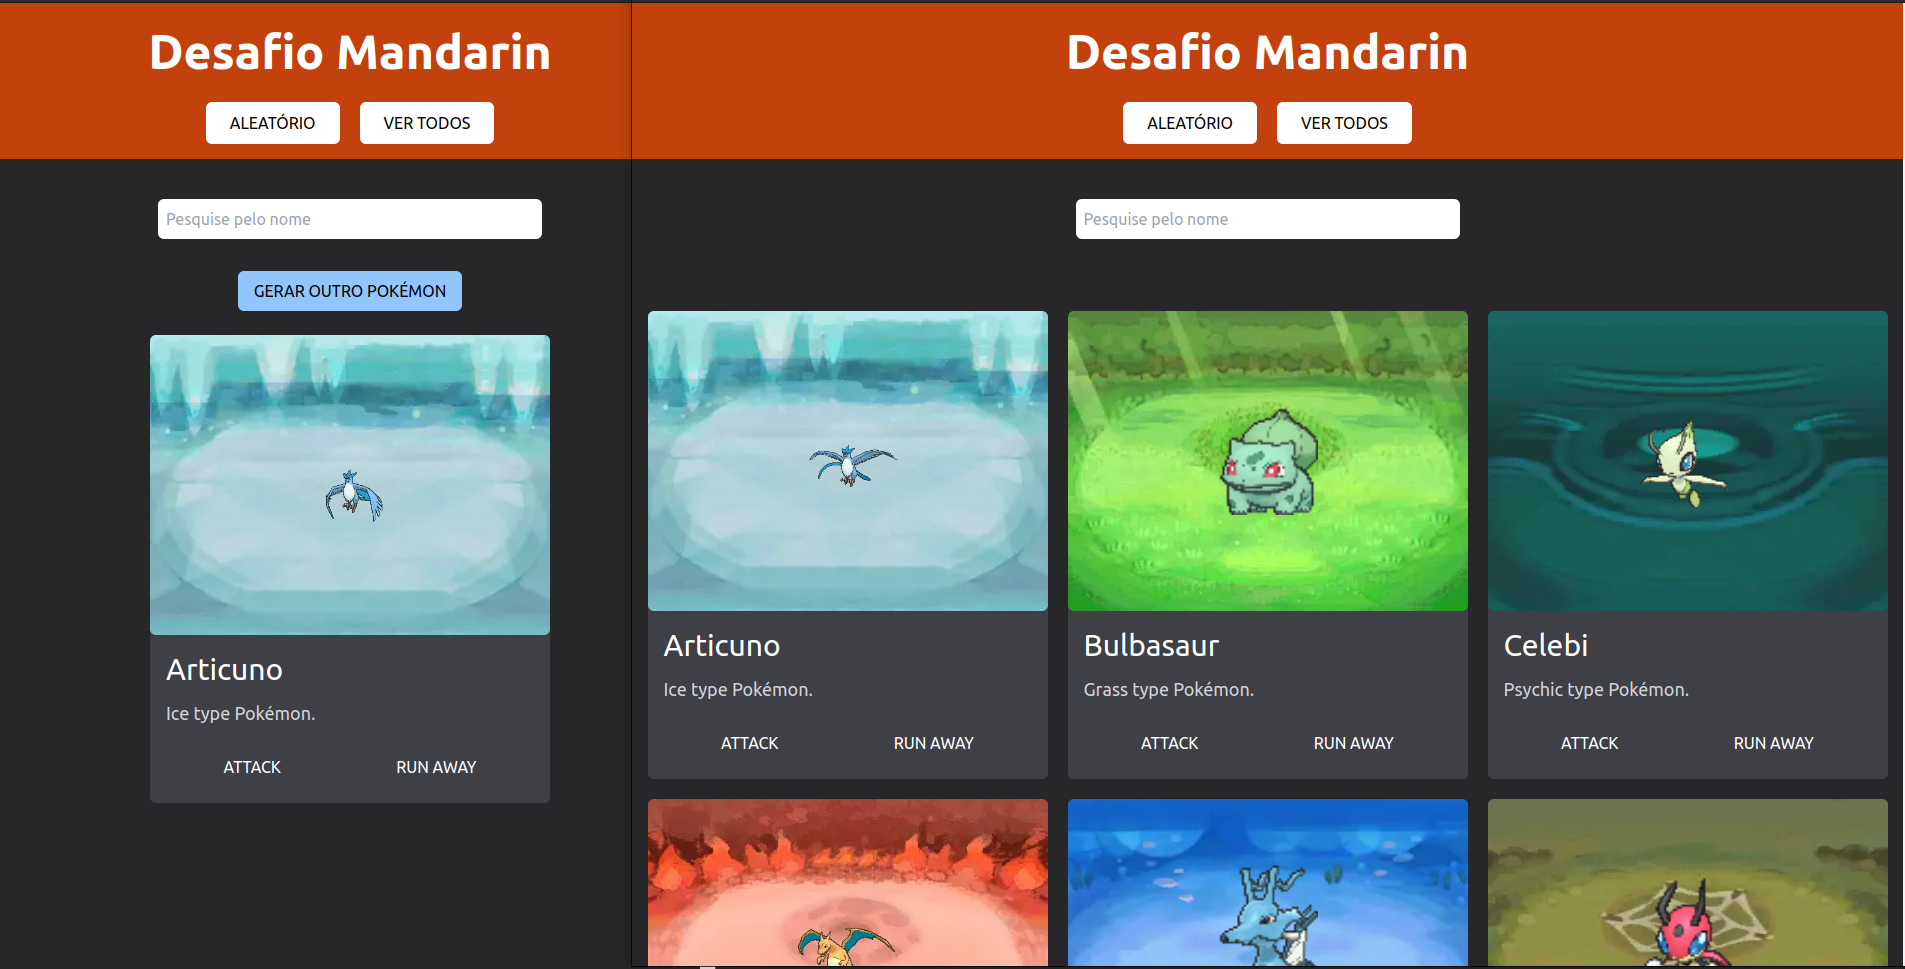 Desafio Mandarin
ALEATÓRIO VER TODOS
Pesquise pelo nome
GERAR OUTRO POKÉMON
Articuno
Ice type Pokémon.
ATTACK RUN AWAY
Desafio Mandarin
ALEATÓRIO VER TODOS
Pesquise pelo nome
Articuno
Ice type Pokémon.
ATTACK RUN AWAY
Bulbasaur
Grass type Pokémon.
ATTACK RUN AWAY
Celebi
Psychic type Pokémon.
ATTACK RUN AWAY